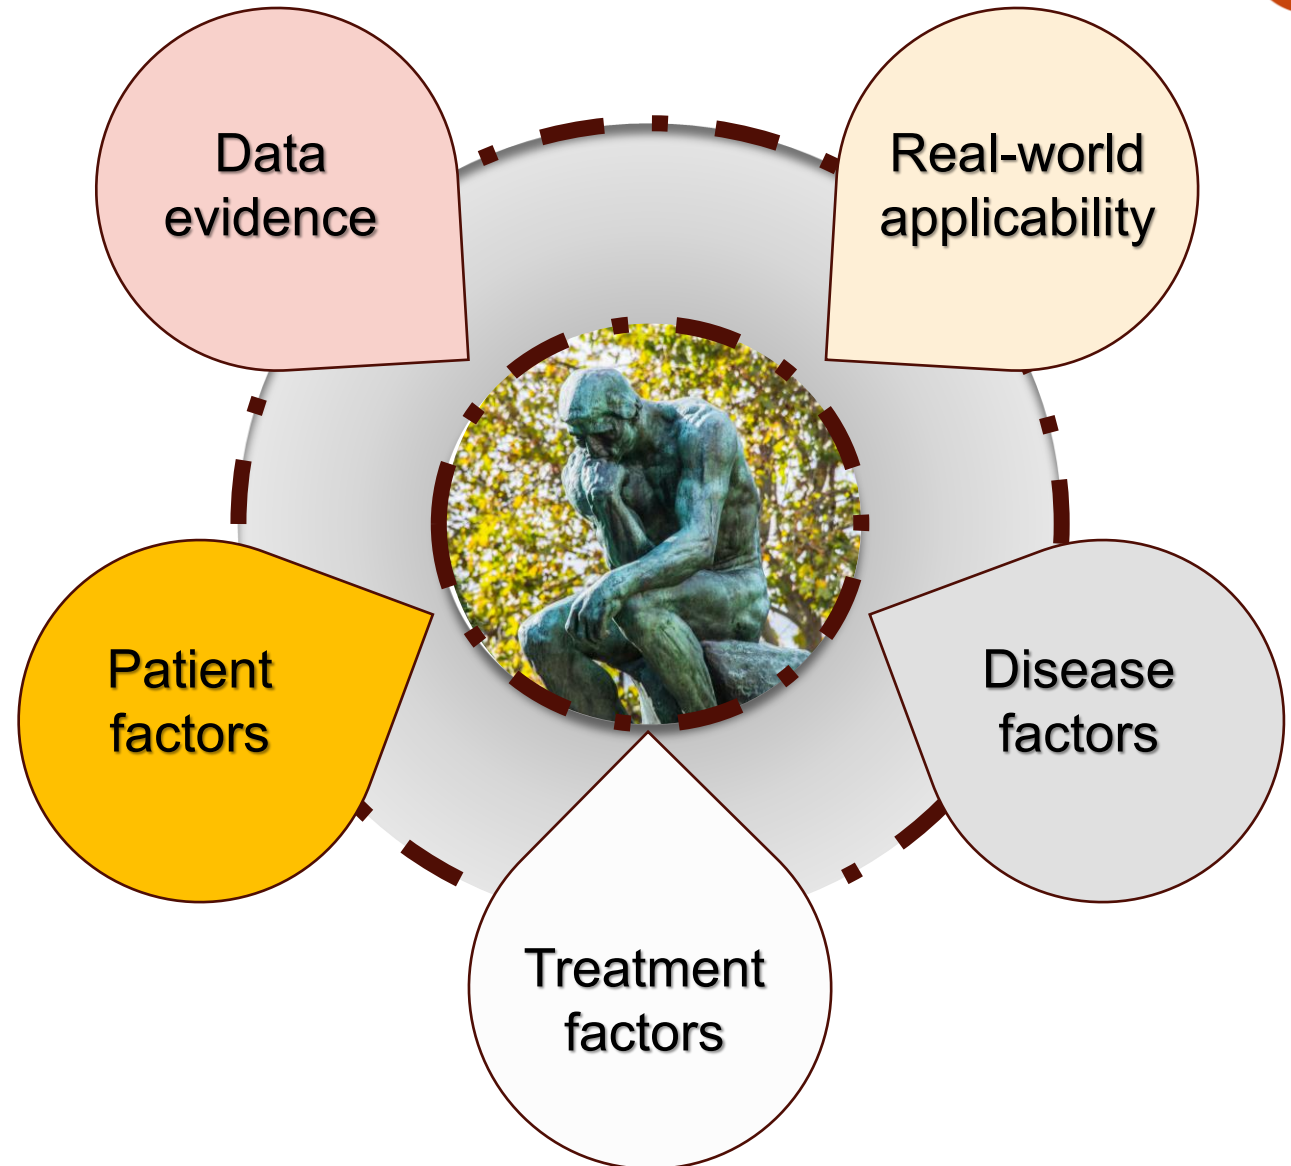 Data
evidence
Real-world
applicability
Patient
factors
Disease
factors
Treatment
factors